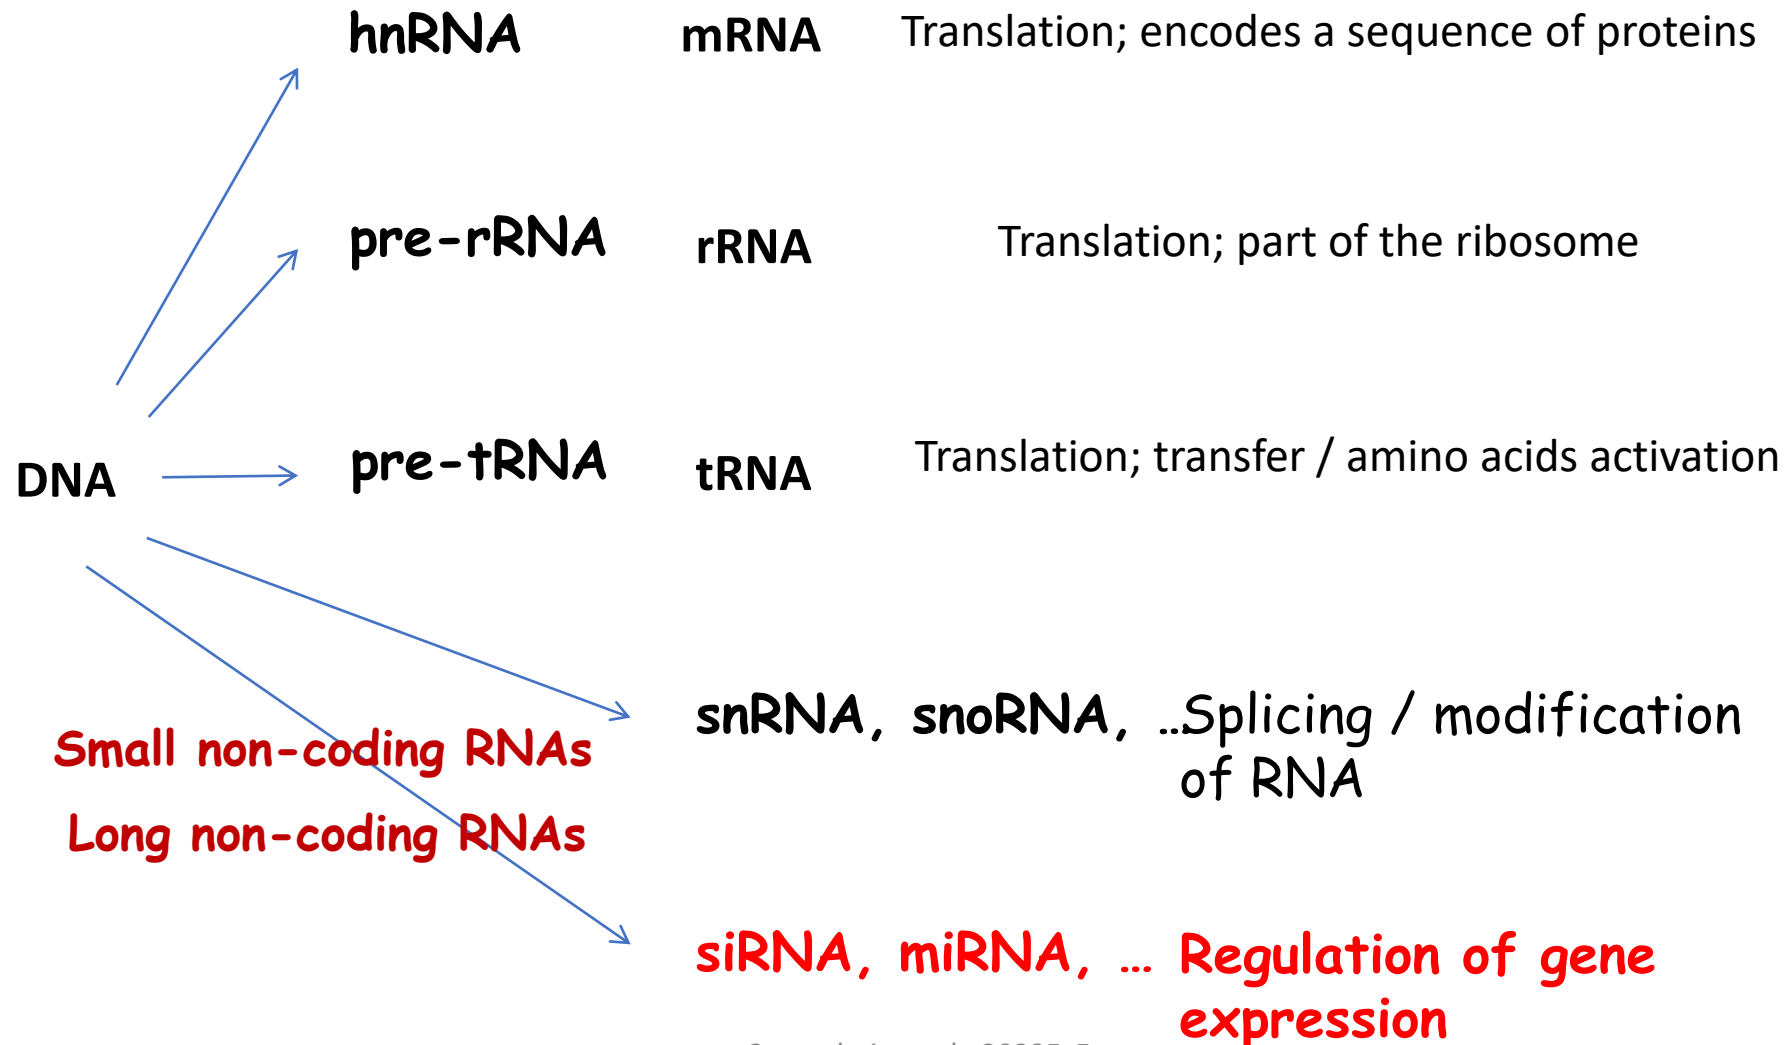 hnRNA mRNA Translation; encodes a sequence of proteins
pre-rRNA rRNA Translation; part of the ribosome
pre-tRNA tRNA Translation; transfer / amino acids activation
DNA
snRNA, snoRNA, … Splicing / modification
of RNA
Small non-coding RNAs
Long non-coding RNAs
siRNA, miRNA, … Regulation of gene
expression